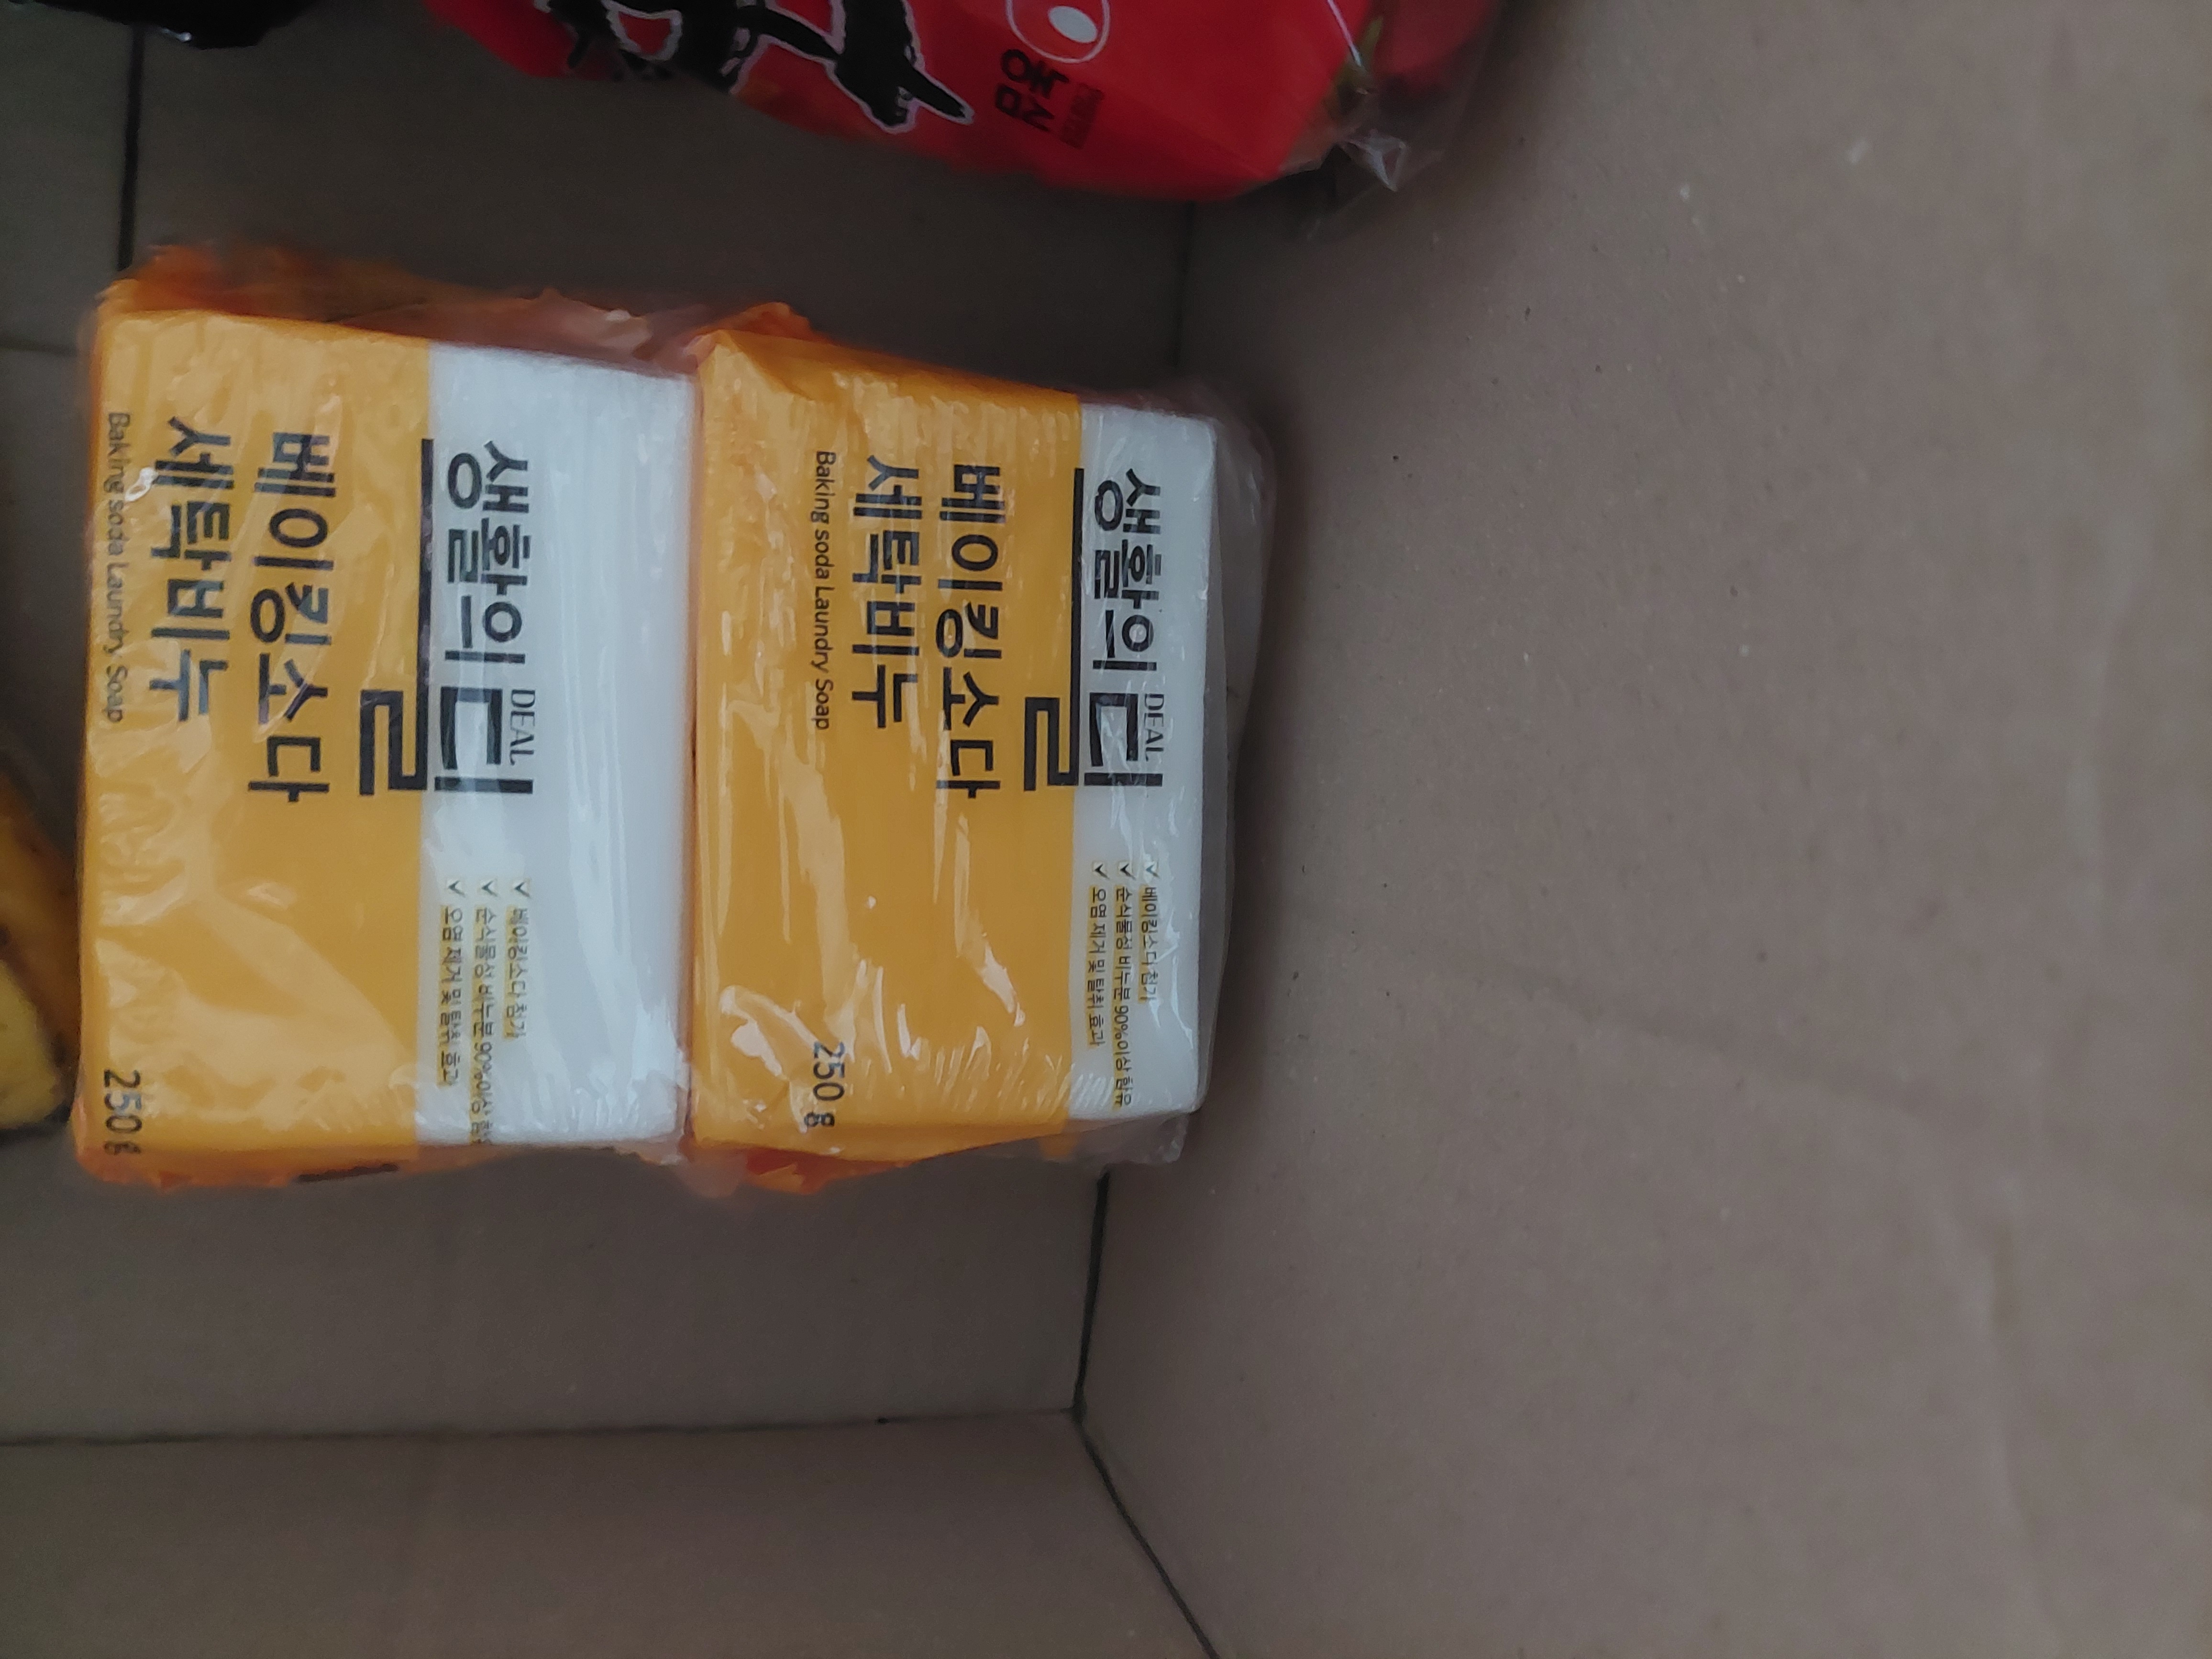 농심
생활의
DEAL
딜
베이킹소다
세탁비누
Baking soda Laundry Soap
✓ 베이킹소다 첨가
✓ 순식물성 비누분 90%이상 함유
✓ 오염 제거 및 탈취 효과
250g
생활의
DEAL
딜
베이킹소다
세탁비누
Baking soda Laundry Soap
✓ 베이킹소다 첨가
✓ 순식물성 비누분 90%이상 함유
✓ 오염 제거 및 탈취 효과
250g